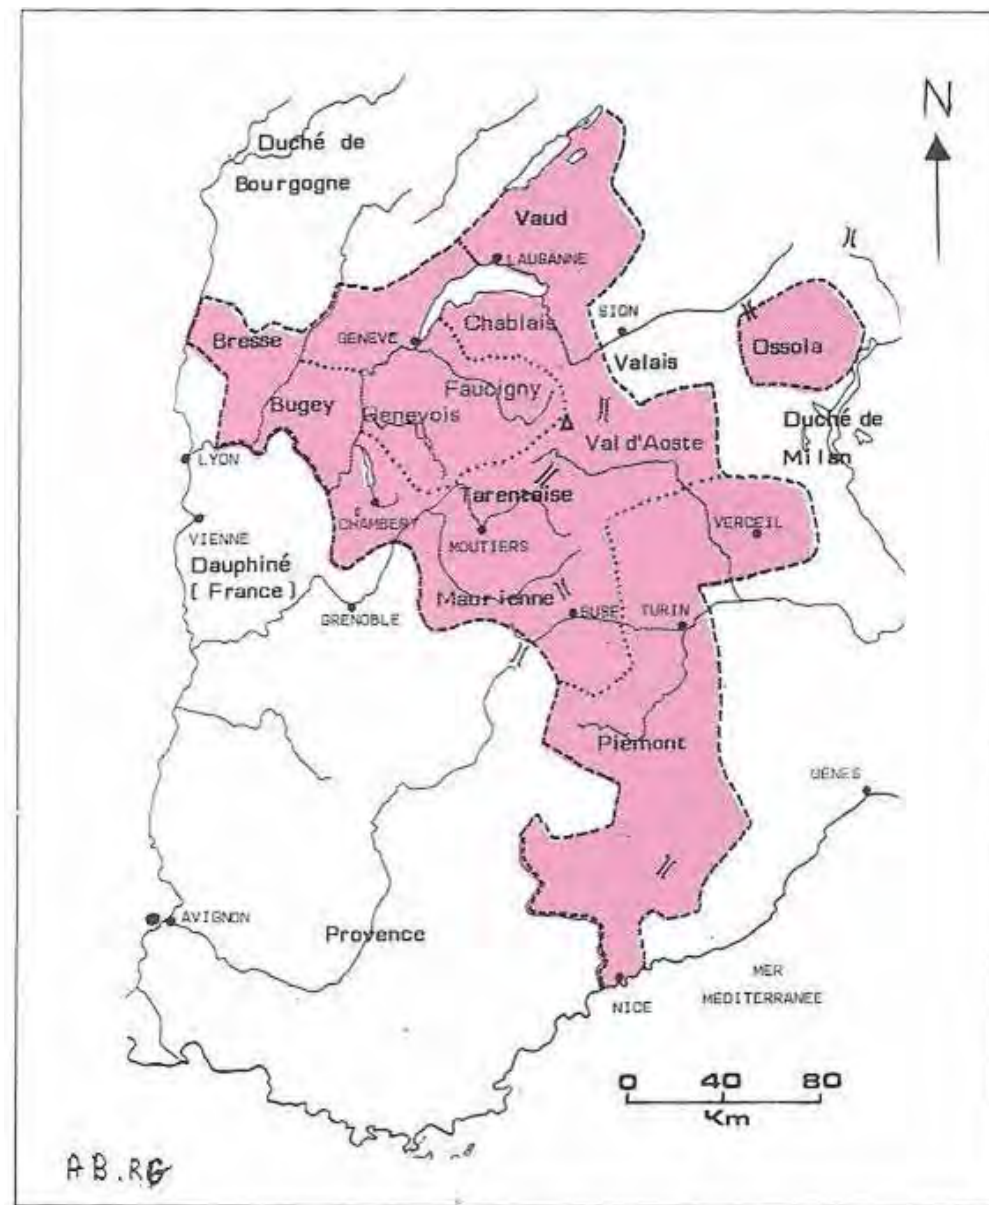 N
Duché de
Bourgogne
Vaud
LAUSANNE
Chablais
SION
Valais
Ossola
Bresse
GENEVE
Faucigny
Bugey
Genevois
Duché de
Milan
Val d'Aoste
LYON
Tarentaise
CHAMBERY
MOUTIERS
VERCEIL
VIENNE
Dauphiné
( France )
Maurienne
GRENOBLE
SUSE
TURIN
Piémont
GÊNES
AVIGNON
Provence
NICE
MER
MEDITERRANEE
0 40 80
Km
AB.RG